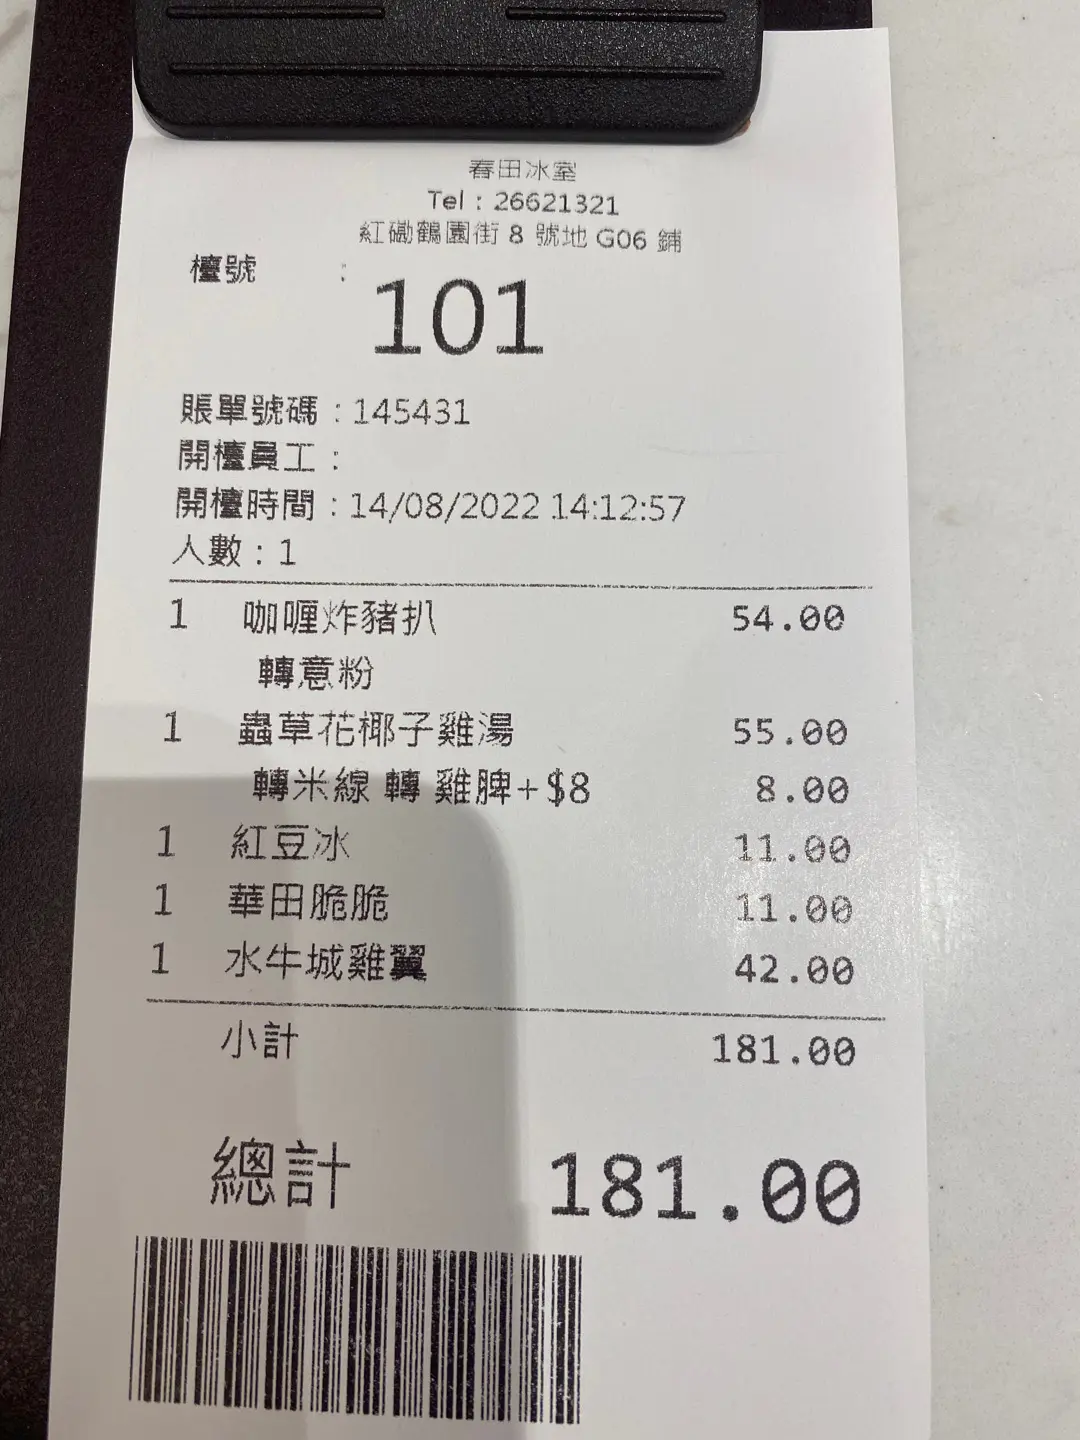 春田冰室
Tel : 26621321
紅磡鶴園街 8 號地 G06 鋪
檯號 :
101
賬單號碼 : 145431
開檯員工 :
開檯時間 : 14/08/2022 14:12:57
人數 : 1
1 咖喱炸豬扒 54.00
轉意粉
1 蟲草花椰子雞湯 55.00
轉米線 轉 雞脾+$8 8.00
1 紅豆冰 11.00
1 華田脆脆 11.00
1 水牛城雞翼 42.00
小計 181.00
總計 181.00